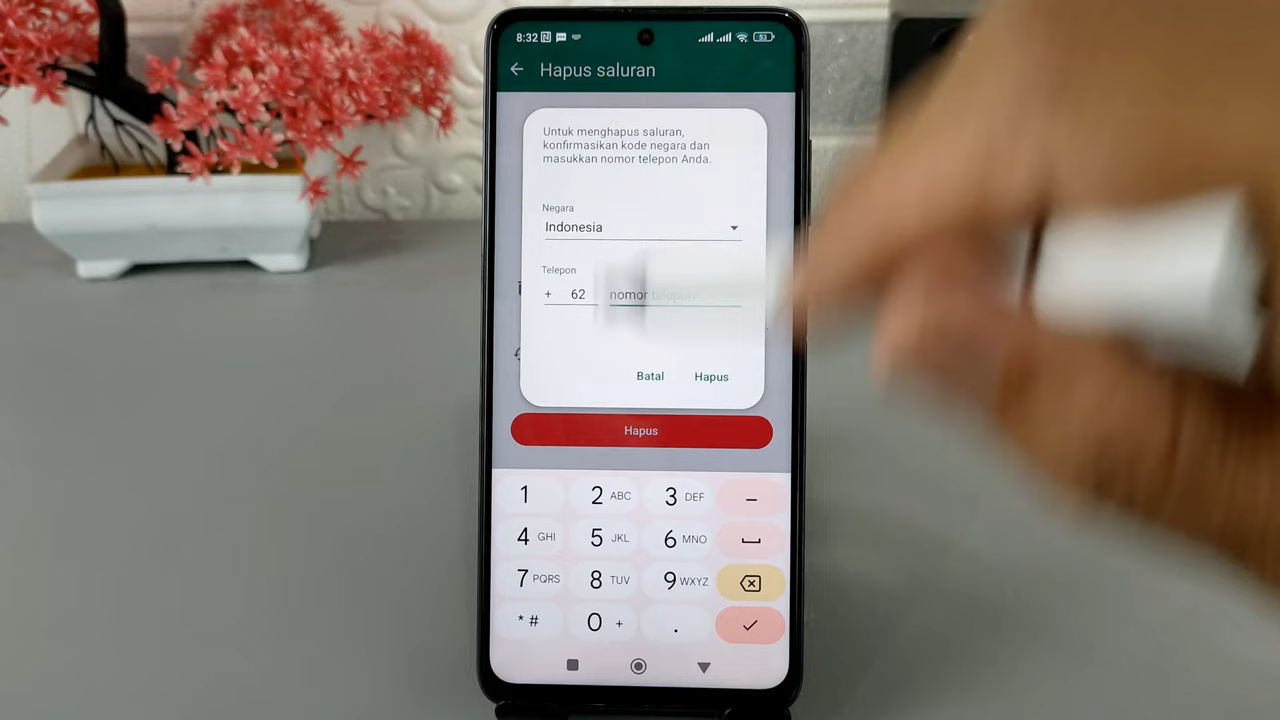 8:32 53
Hapus saluran
Untuk menghapus saluran,
konfirmasikan kode negara dan
masukkan nomor telepon Anda.
Negara
Indonesia
Telepon
+ 62 nomor telepon
Batal Hapus
Hapus
1 2 ABC 3 DEF –
4 GHI 5 JKL 6 MNO
7 PQRS 8 TUV 9 WXYZ
* # 0 + .